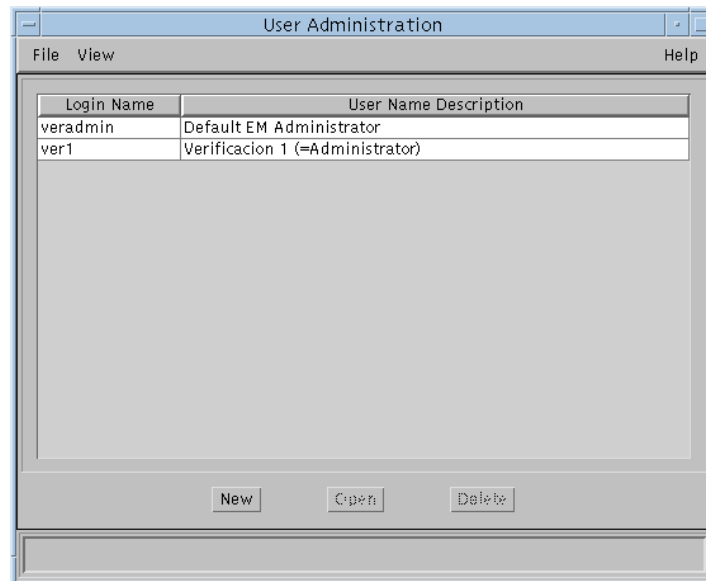 User Administration
File View Help
Login Name User Name Description
veradmin Default EM Administrator
ver1 Verificacion 1 (=Administrator)
New Open Delete